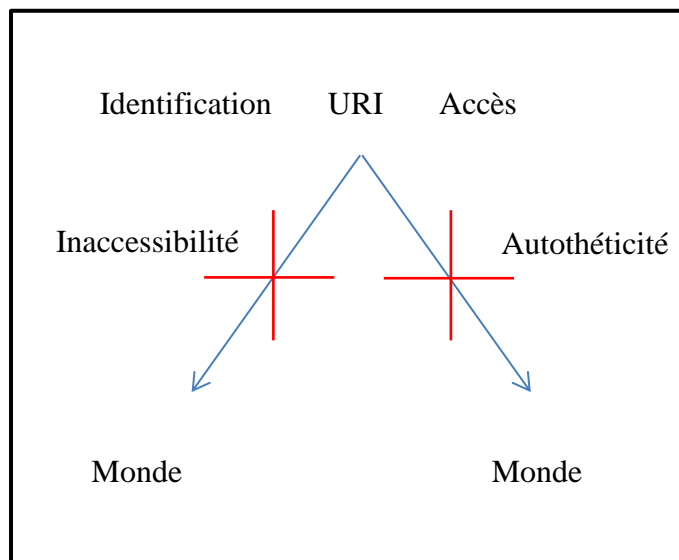 Identification URI Accès
Inaccessibilité Autothéticité
Monde Monde